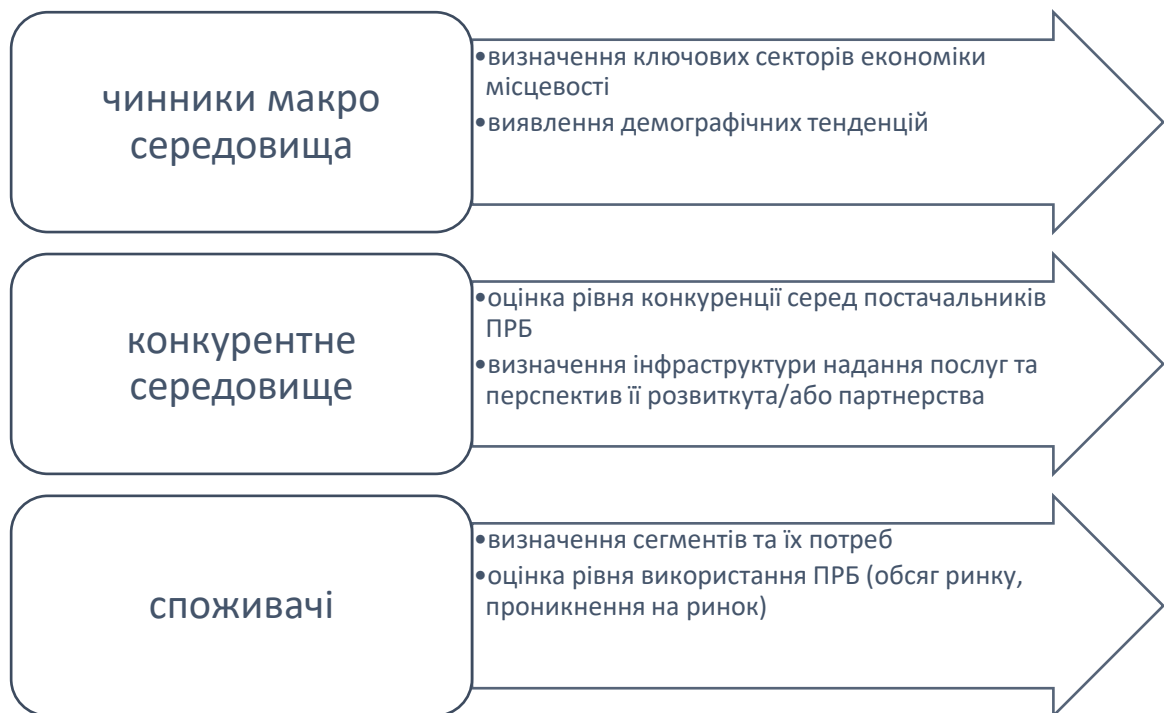 чинники макро
середовища
•визначення ключових секторів економіки
місцевості
•виявлення демографічних тенденцій
конкурентне
середовище
•оцінка рівня конкуренції серед постачальників
ПРБ
•визначення інфраструктури надання послуг та
перспектив її розвиткута/або партнерства
споживачі
•визначення сегментів та їх потреб
•оцінка рівня використання ПРБ (обсяг ринку,
проникнення на ринок)